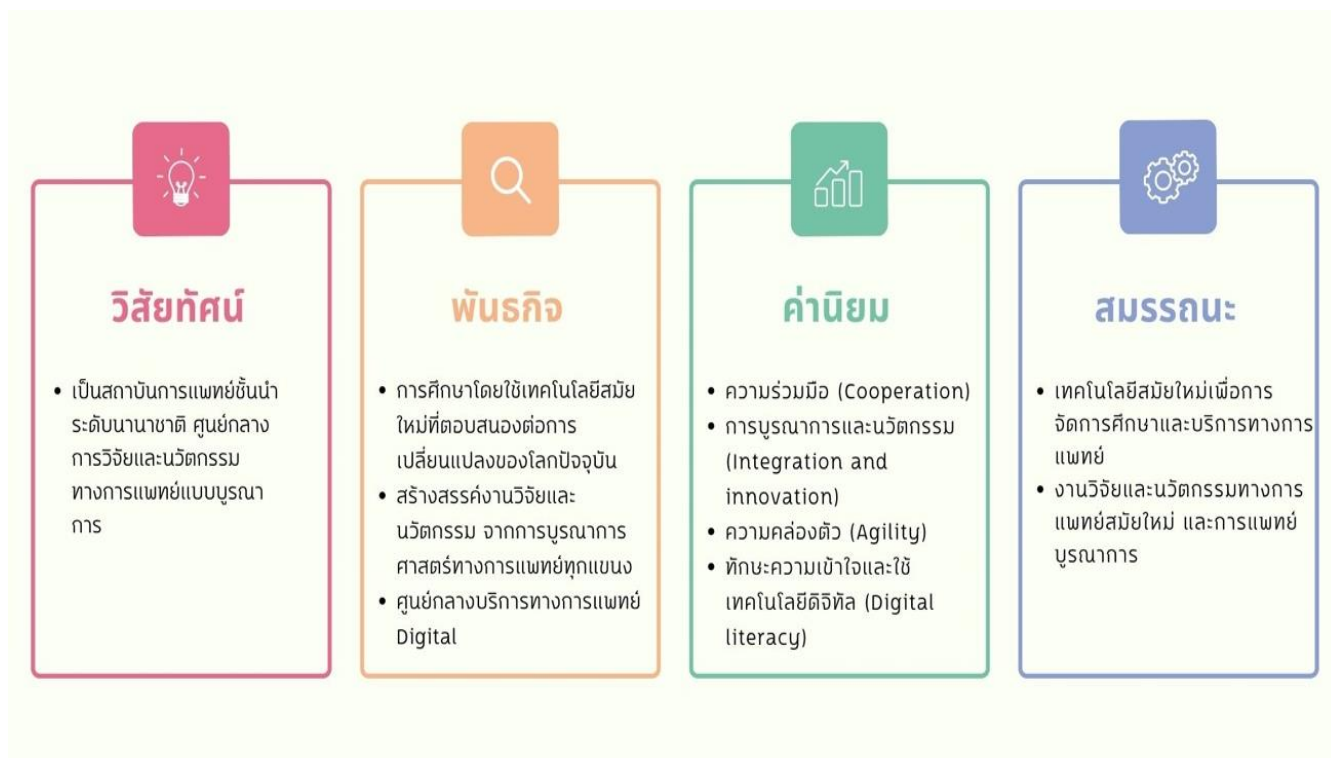 วิสัยทัศน์
• เป็นสถาบันการแพทย์ชั้นนำ
ระดับนานาชาติ ศูนย์กลาง
การวิจัยและนวัตกรรม
ทางการแพทย์แบบบูรณา
การ
พันธกิจ
• การศึกษาโดยใช้เทคโนโลยีสมัย
ใหม่ที่ตอบสนองต่อการ
เปลี่ยนแปลงของโลกปัจจุบัน
• สร้างสรรค์งานวิจัยและ
นวัตกรรม จากการบูรณาการ
ศาสตร์ทางการแพทย์ทุกแขนง
• ศูนย์กลางบริการทางการแพทย์
Digital
ค่านิยม
• ความร่วมมือ (Cooperation)
• การบูรณาการและนวัตกรรม
(Integration and
innovation)
• ความคล่องตัว (Agility)
• ทักษะความเข้าใจและใช้
เทคโนโลยีดิจิทัล (Digital
literacy)
สมรรถนะ
• เทคโนโลยีสมัยใหม่เพื่อการ
จัดการศึกษาและบริการทางการ
แพทย์
• งานวิจัยและนวัตกรรมทางการ
แพทย์สมัยใหม่ และการแพทย์
บูรณาการ